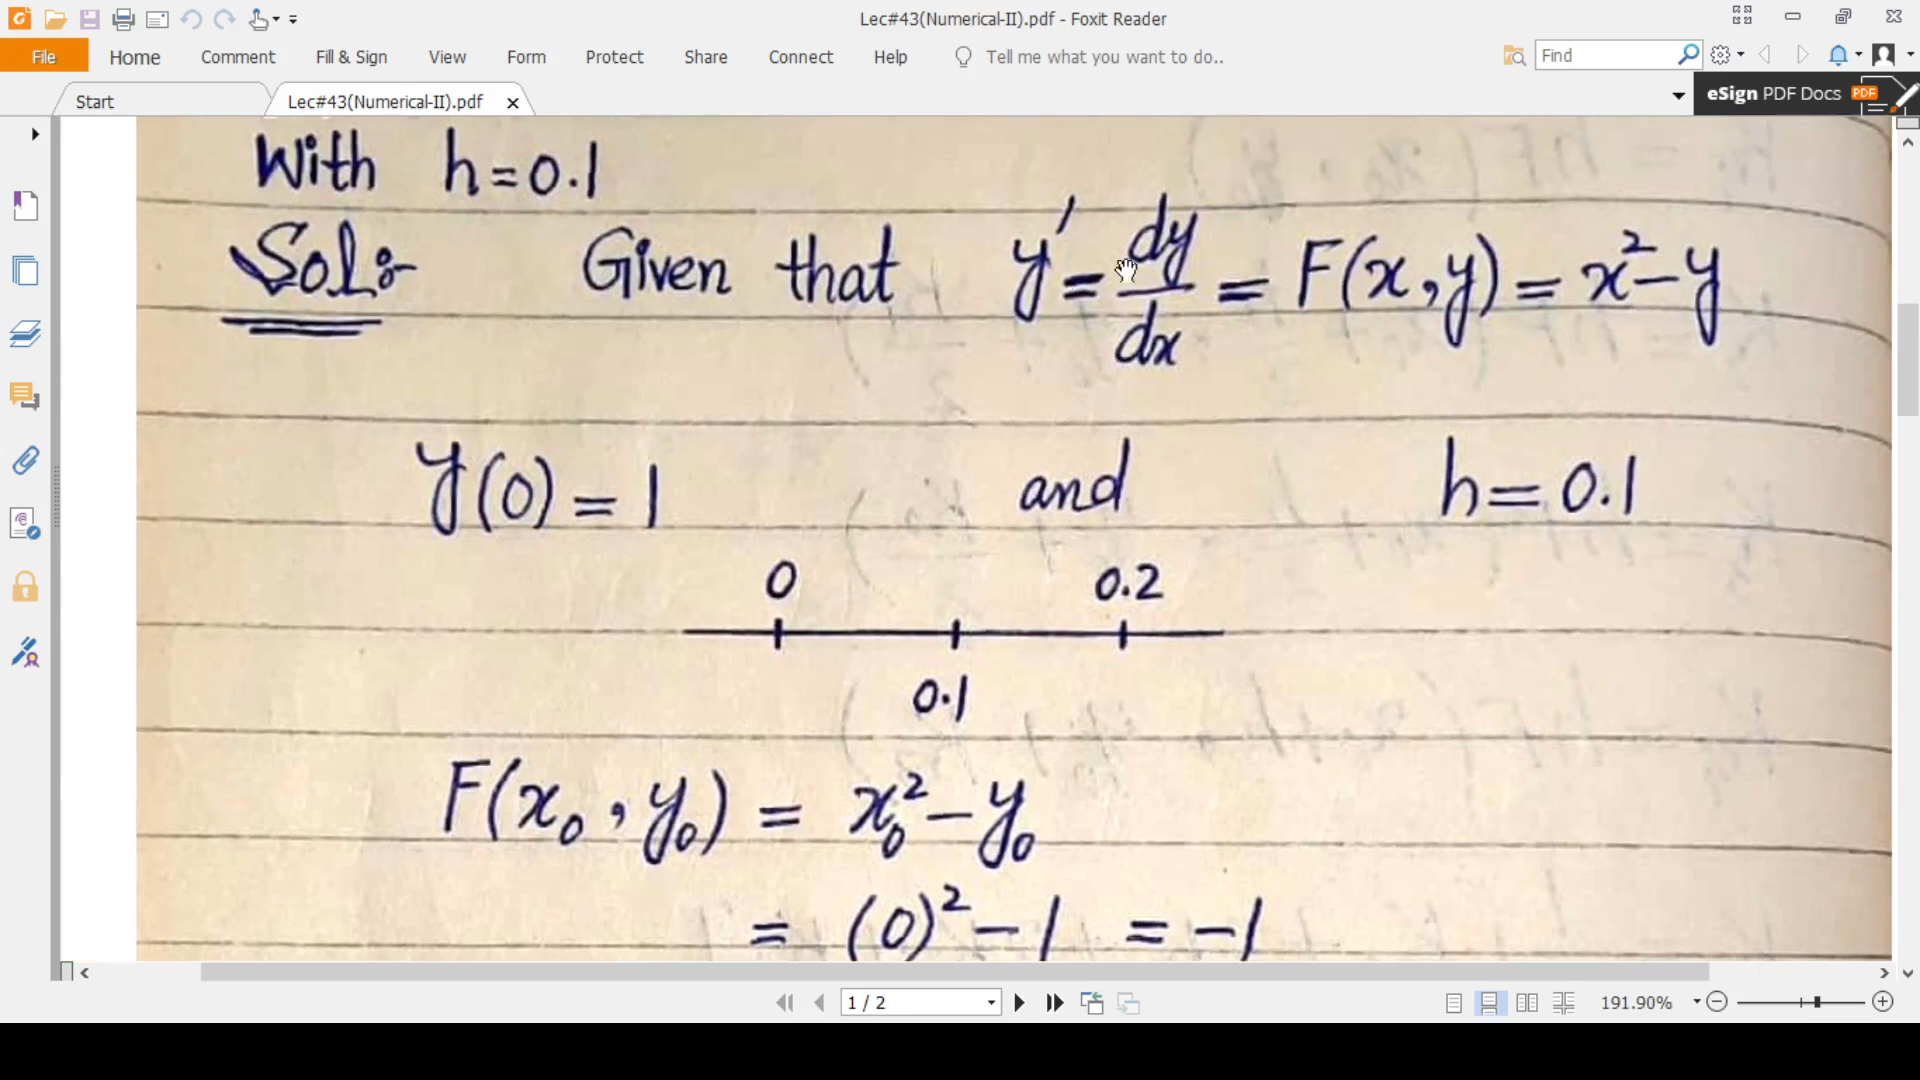 Lec#43(Numerical-II).pdf - Foxit Reader
File Home Comment Fill & Sign View Form Protect Share Connect Help Tell me what you want to do.. Find
Start Lec#43(Numerical-II).pdf eSign PDF Docs PDF
With h=0.1
Sol:- Given that y' = dy/dx = F(x,y) = x²-y
y(0) = 1 and h = 0.1
0 0.2
0.1
F(x₀, y₀) = x₀² - y₀
= (0)² - 1 = -1
1 / 2 191.90%